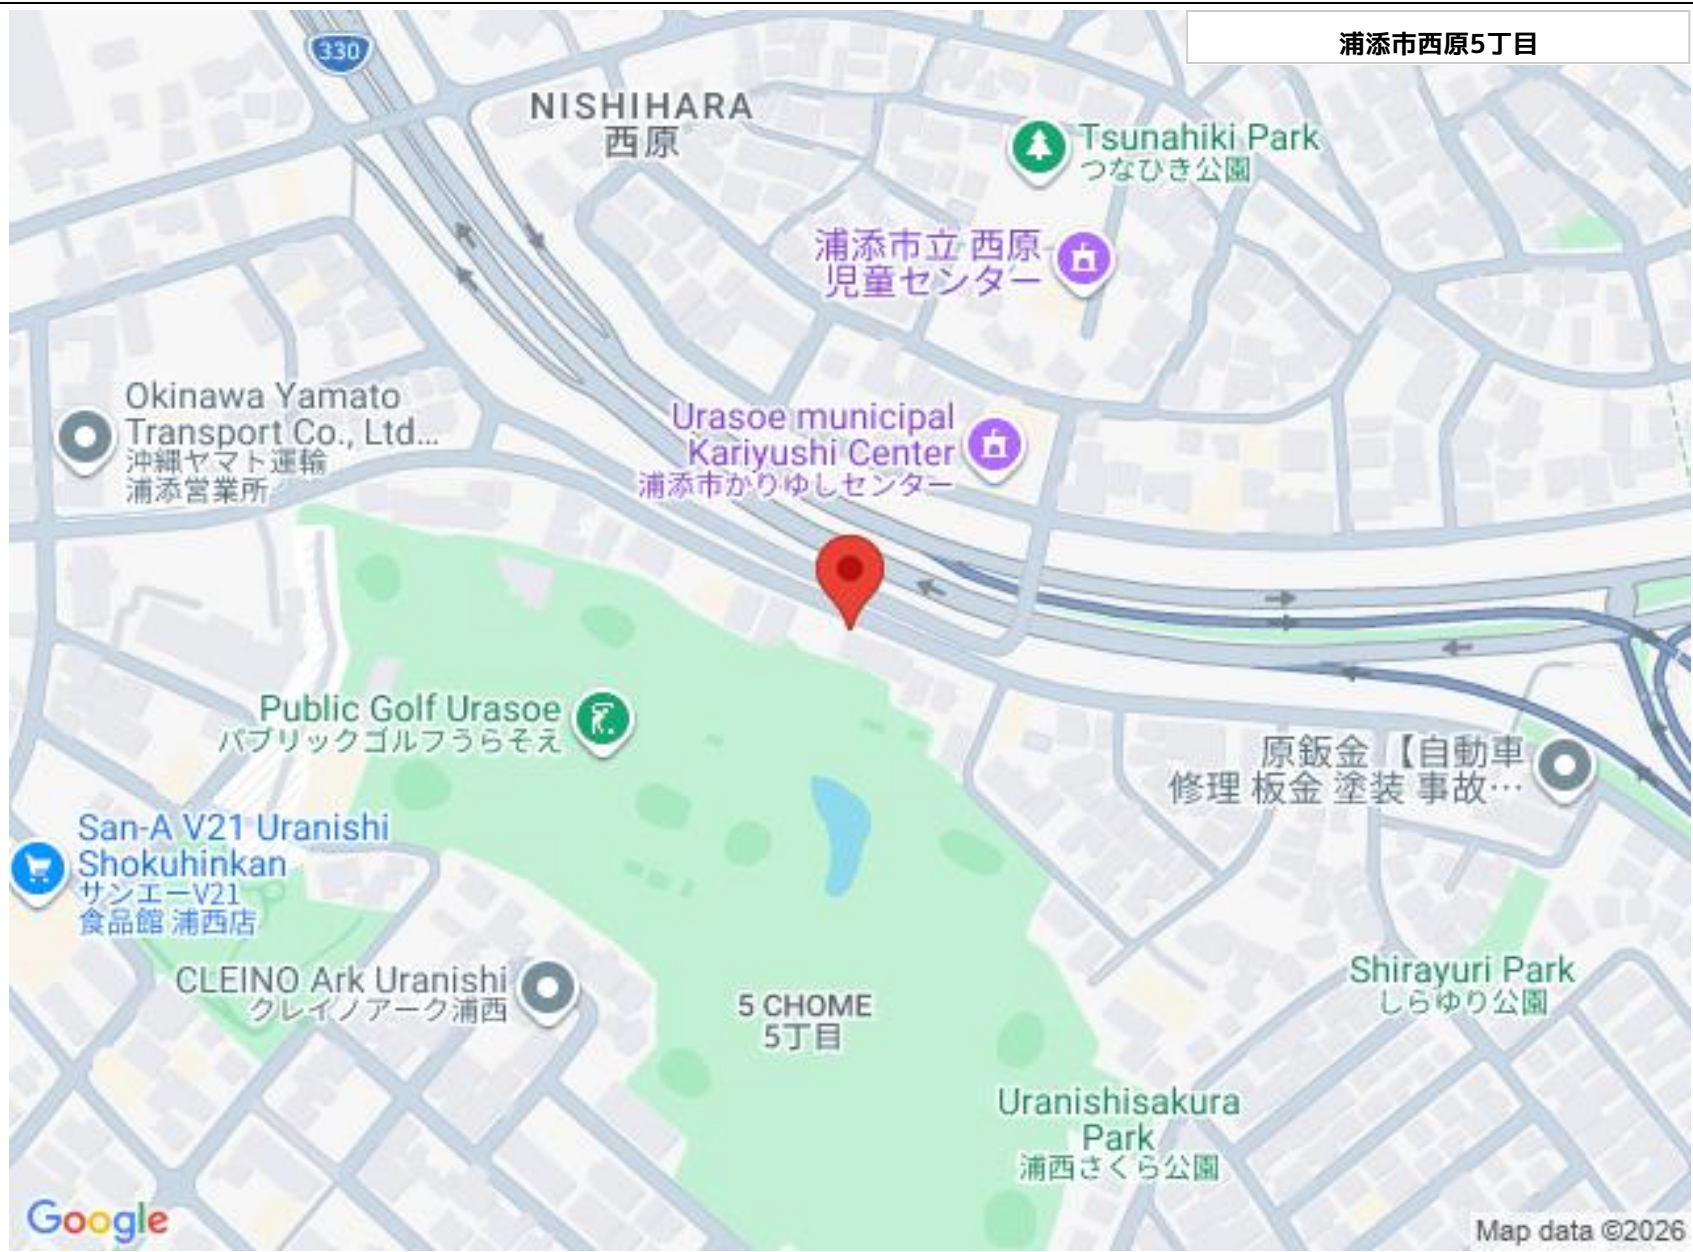 浦添市西原5丁目
330
NISHIHARA
西原
Tsunahiki Park
つなひき公園
浦添市立 西原
児童センター
Okinawa Yamato
Transport Co., Ltd...
沖縄ヤマト運輸
浦添営業所
Urasoe municipal
Kariyushi Center
浦添市かりゆしセンター
Public Golf Urasoe
パブリックゴルフうらそえ
原鈑金 【自動車
修理 板金 塗装 事故…
San-A V21 Uranishi
Shokuhinkan
サンエーV21
食品館 浦西店
CLEINO Ark Uranishi
クレイノアーク浦西
5 CHOME
5丁目
Shirayuri Park
しらゆり公園
Uranishisakura
Park
浦西さくら公園
Google
Map data ©2026